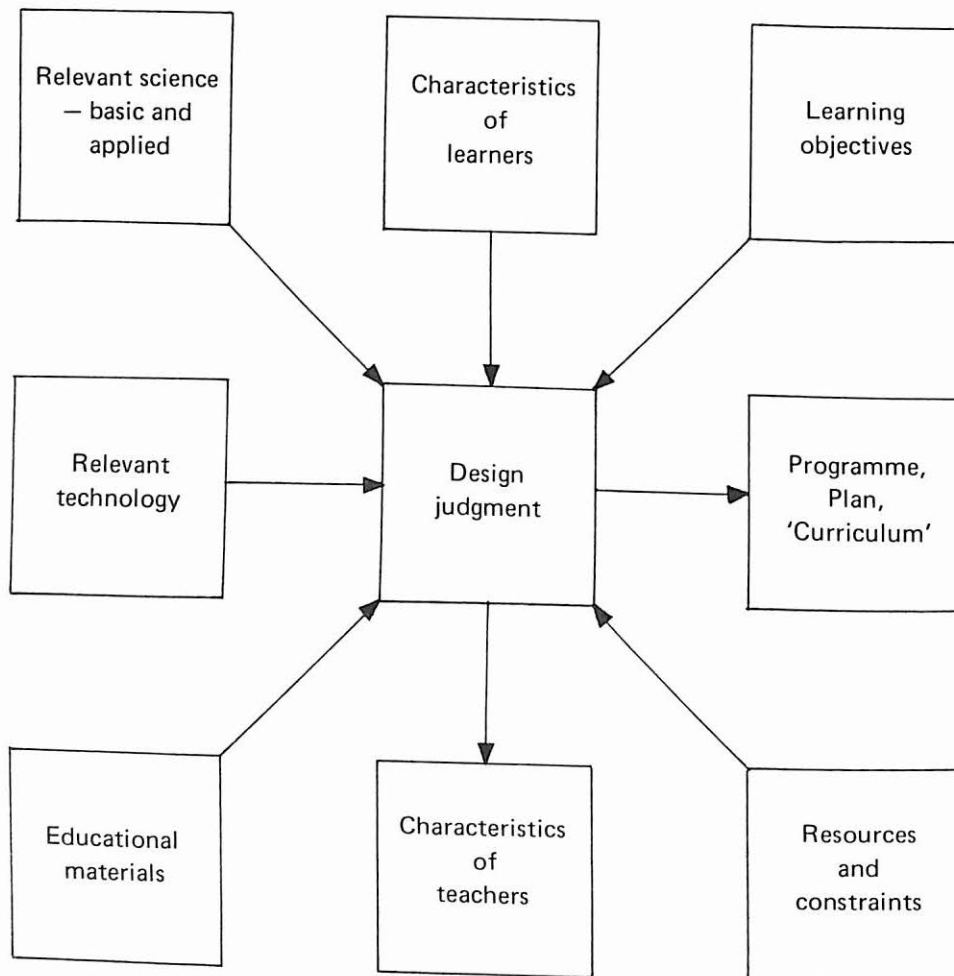 Relevant science
— basic and
applied
Characteristics
of
learners
Learning
objectives
Relevant
technology
Design
judgment
Programme,
Plan,
‘Curriculum’
Educational
materials
Characteristics
of
teachers
Resources
and
constraints